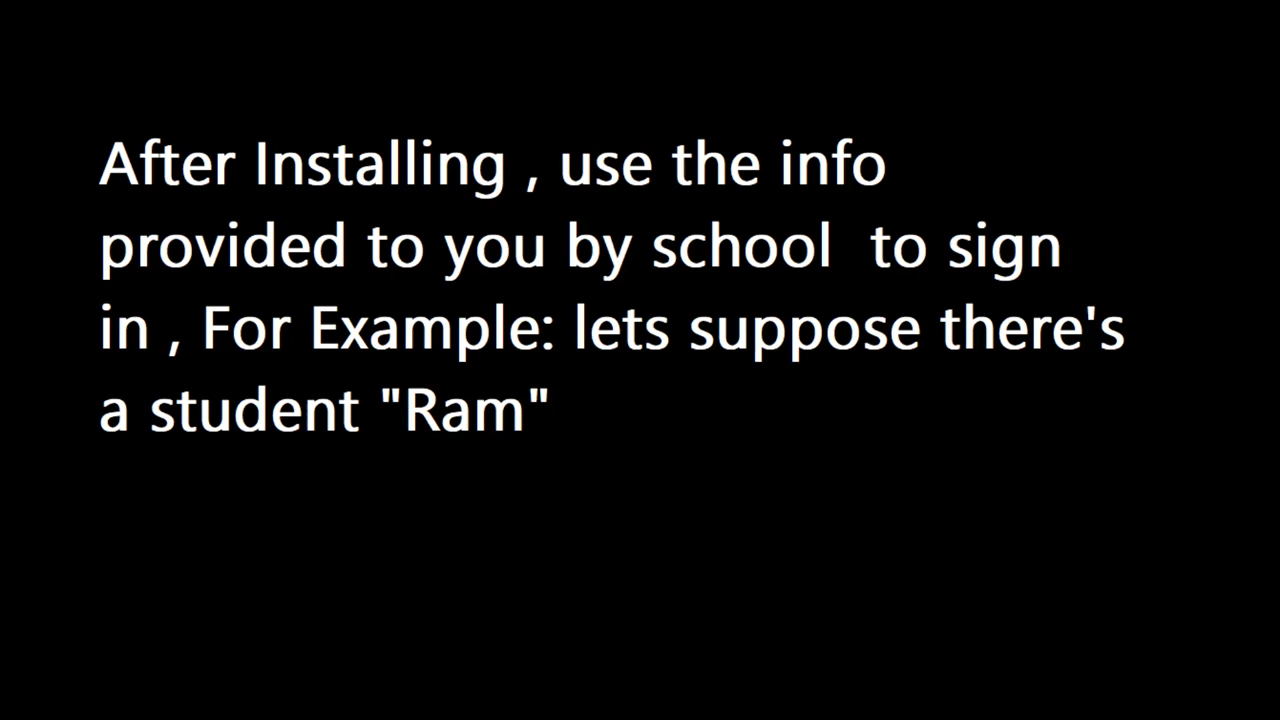 After Installing , use the info
provided to you by school  to sign
in , For Example: lets suppose there's
a student "Ram"